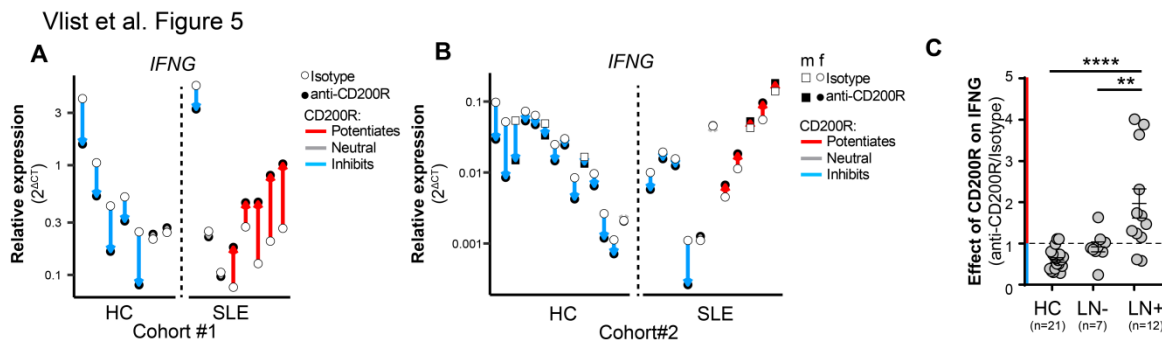 Vlist et al. Figure 5
A
IFNG
Relative expression
(2^ΔCT)
3
1
0.3
0.1
HC
SLE
Cohort #1
Isotype
anti-CD200R
CD200R:
Potentiates
Neutral
Inhibits
B
IFNG
Relative expression
(2^ΔCT)
0.1
0.01
0.001
HC
SLE
Cohort#2
m f
Isotype
anti-CD200R
CD200R:
Potentiates
Neutral
Inhibits
C
Effect of CD200R on IFNG
(anti-CD200R/Isotype)
****
**
5
4
3
2
1
0
HC
LN-
LN+
(n=21)
(n=7)
(n=12)